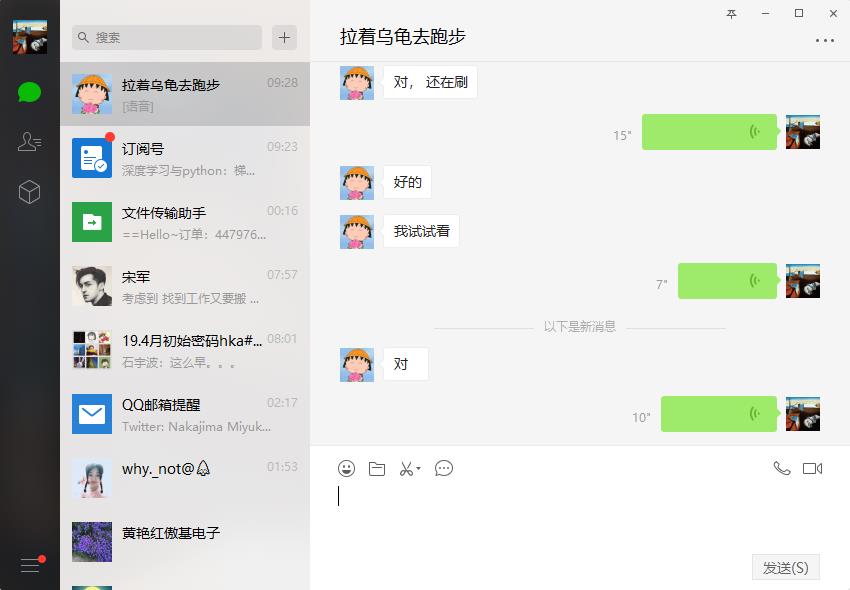 搜索
拉着乌龟去跑步 09:28
[语音]
订阅号 09:23
深度学习与python：梯...
文件传输助手 00:16
==Hello~订单：447976...
宋军 07:57
考虑到 找到工作又要搬 ...
19.4月初始密码hka#... 08:01
石宇波：这么早。。。
QQ邮箱提醒 02:17
Twitter: Nakajima Miyuk...
why._not@ 01:53
黄艳红傲基电子
拉着乌龟去跑步
对， 还在刷
15"
好的
我试试看
7"
以下是新消息
对
10"
发送(S)